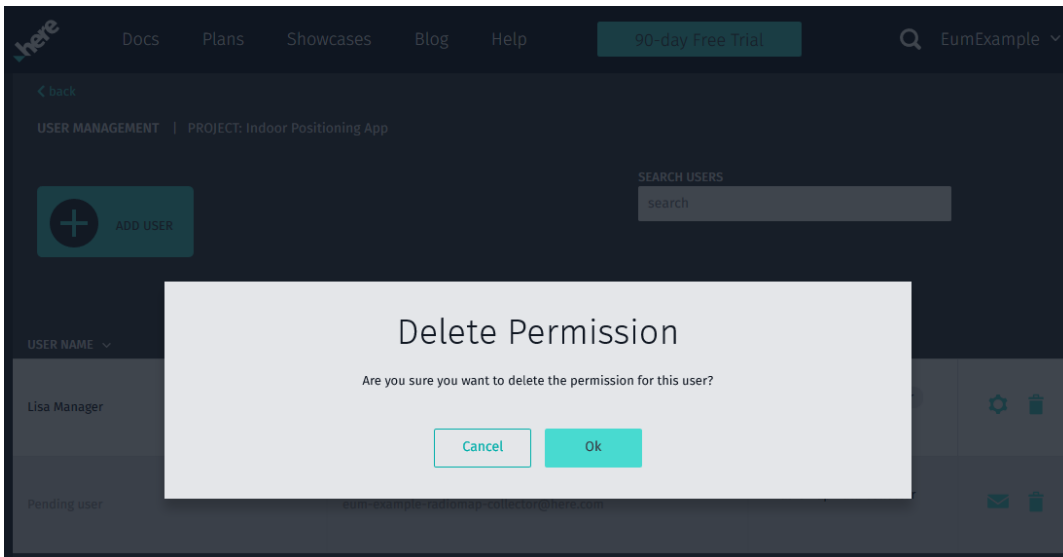 here Docs Plans Showcases Blog Help 90-day Free Trial EumExample
back
USER MANAGEMENT | PROJECT: Indoor Positioning App
SEARCH USERS
search
ADD USER
Delete Permission
USER NAME
Are you sure you want to delete the permission for this user?
Lisa Manager
Cancel Ok
Pending user eum-example-radiomap-collector@here.com